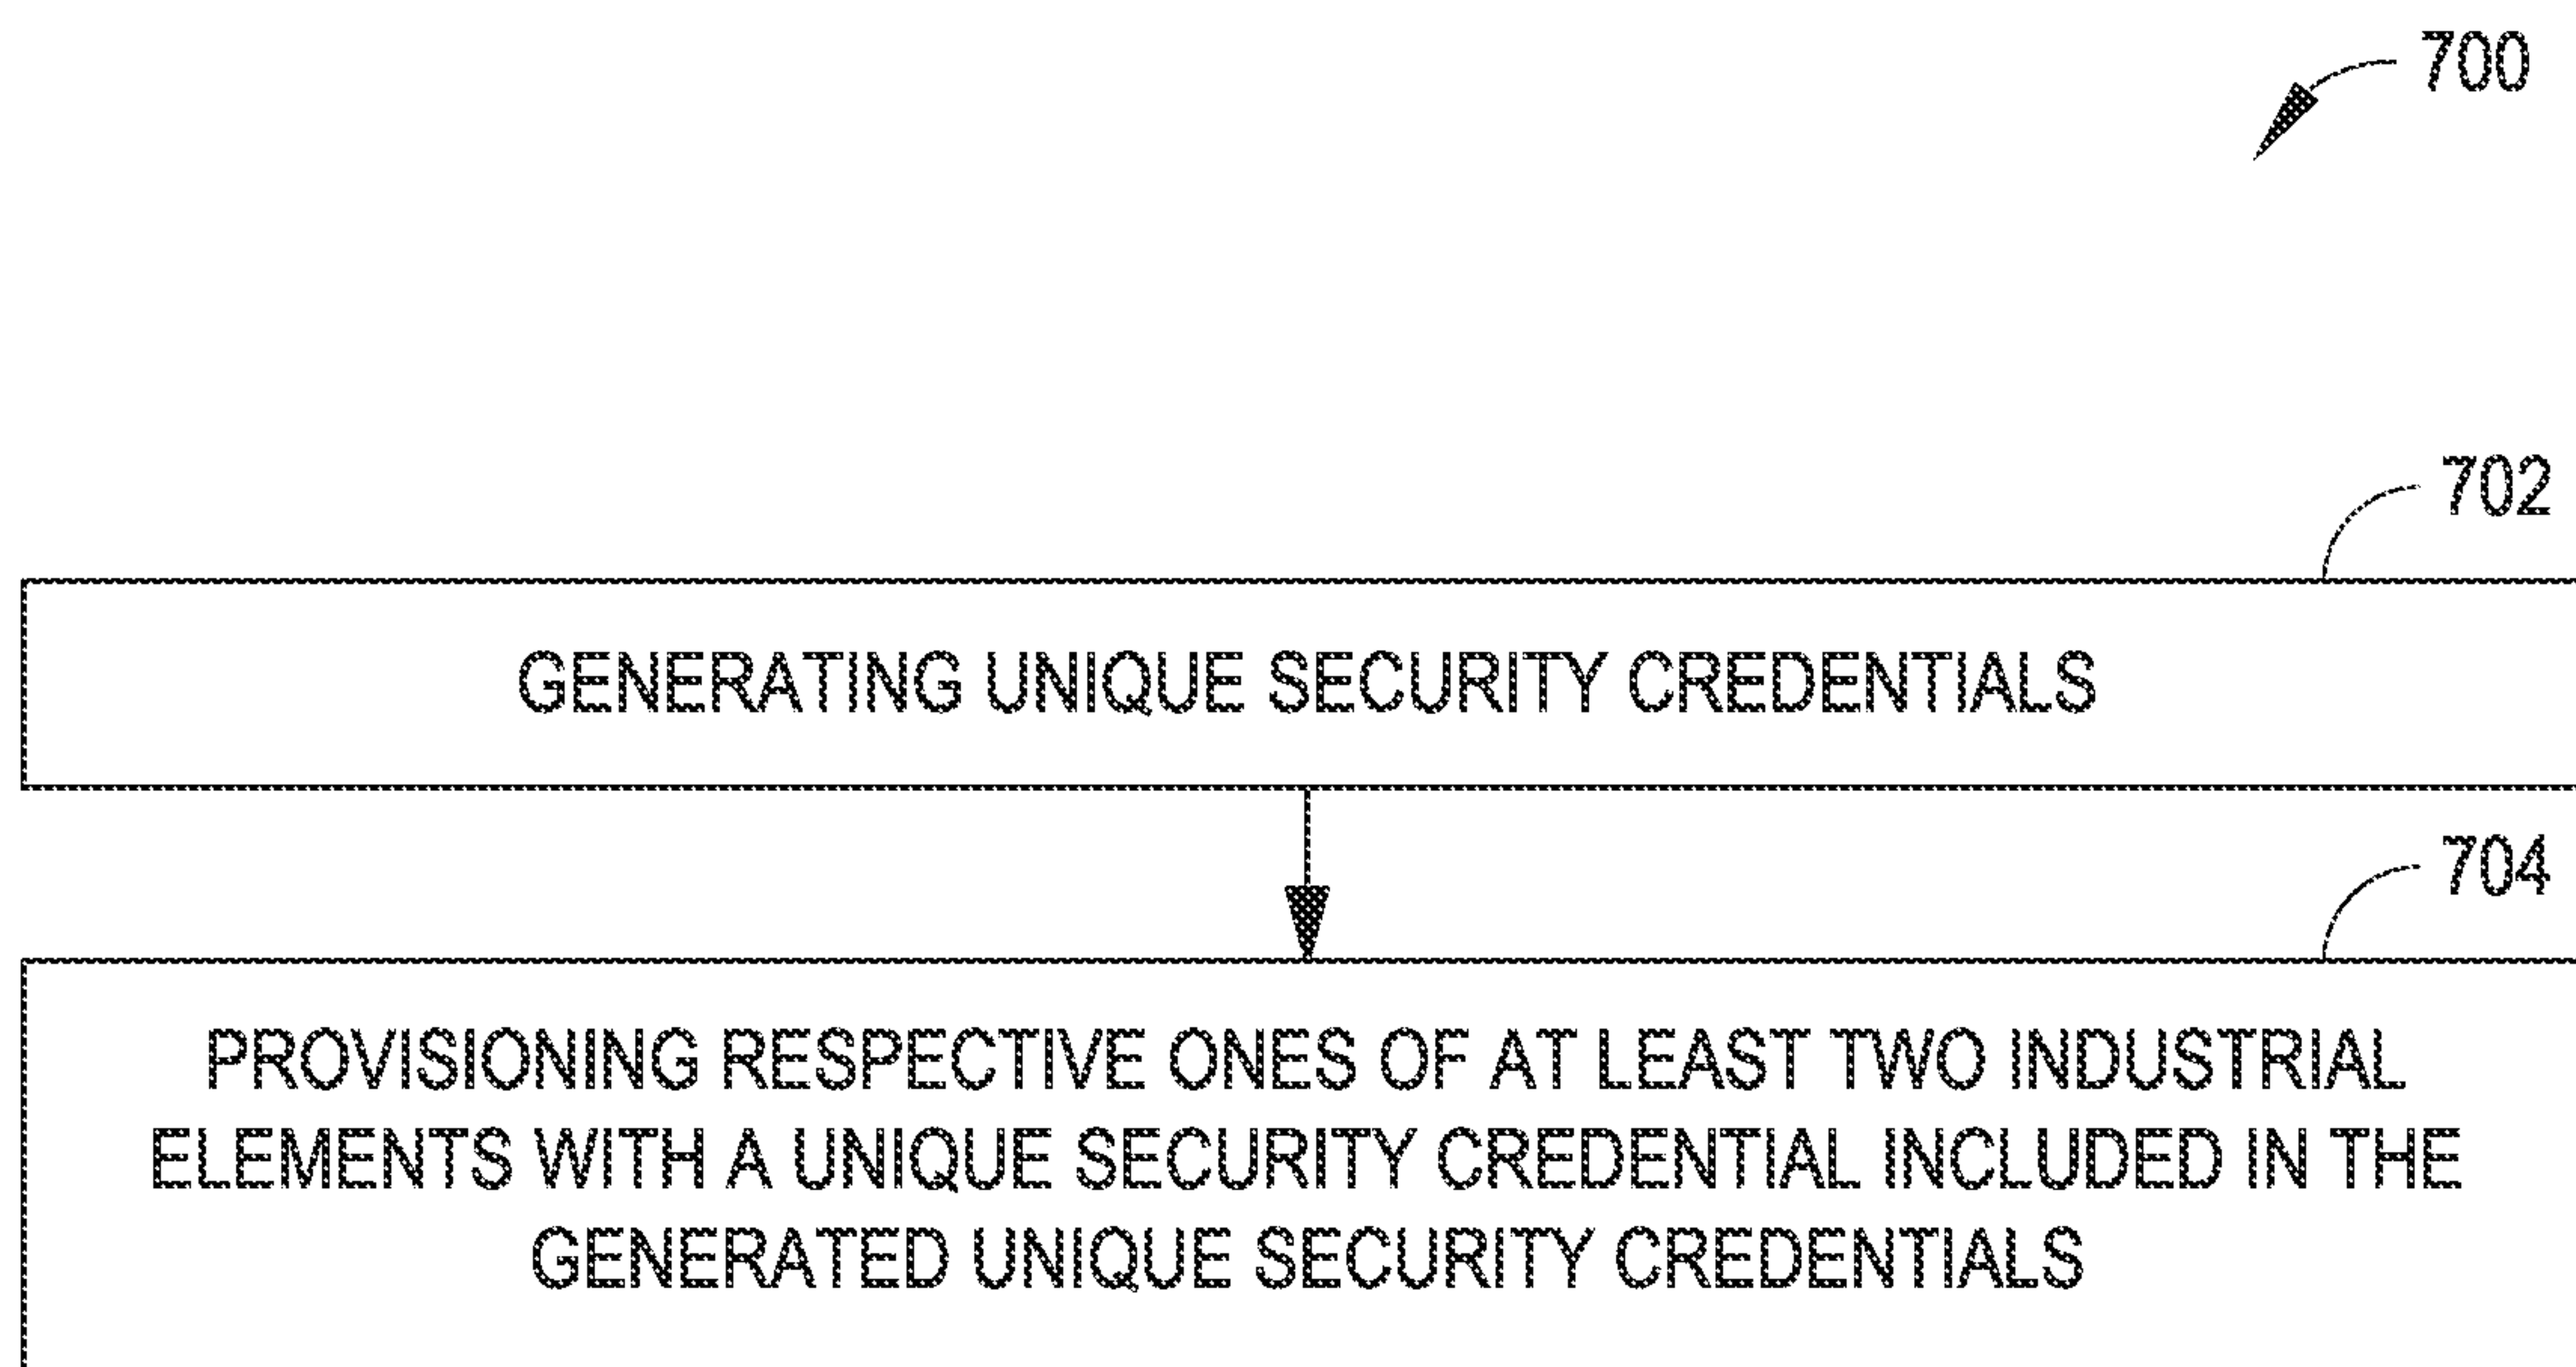 700
702
GENERATING UNIQUE SECURITY CREDENTIALS
704
PROVISIONING RESPECTIVE ONES OF AT LEAST TWO INDUSTRIAL
ELEMENTS WITH A UNIQUE SECURITY CREDENTIAL INCLUDED IN THE
GENERATED UNIQUE SECURITY CREDENTIALS